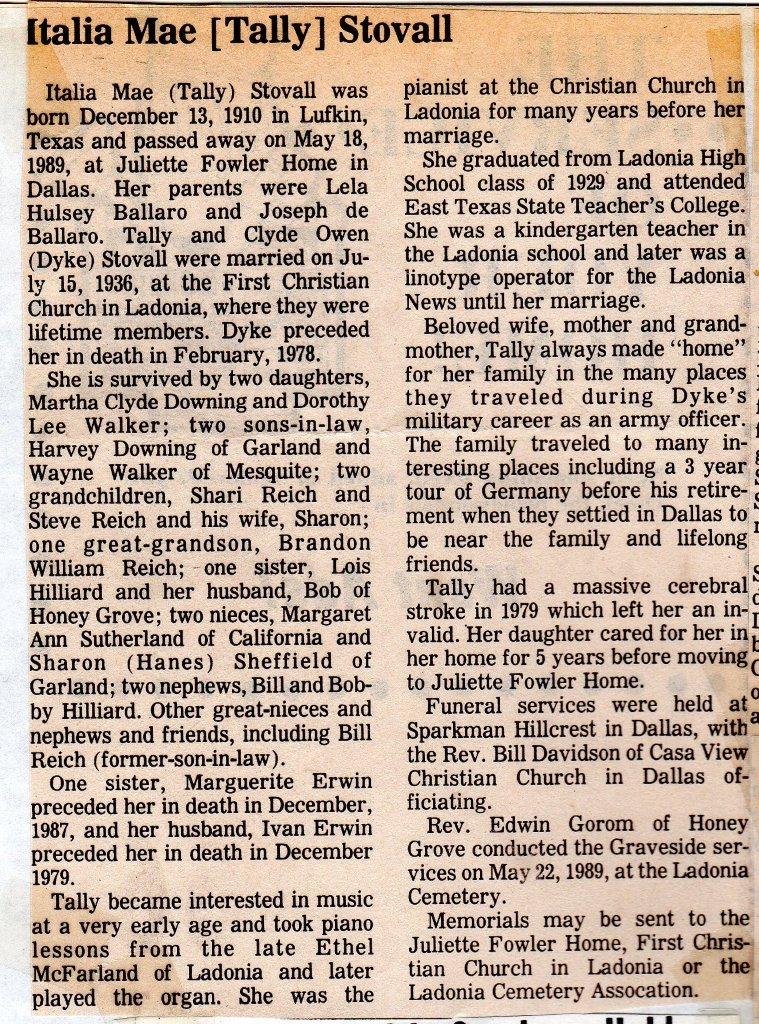 Italia Mae [Tally] Stovall
Italia Mae (Tally) Stovall was
born December 13, 1910 in Lufkin,
Texas and passed away on May 18,
1989, at Juliette Fowler Home in
Dallas. Her parents were Lela
Hulsey Ballaro and Joseph de
Ballaro. Tally and Clyde Owen
(Dyke) Stovall were married on Ju-
ly 15, 1936, at the First Christian
Church in Ladonia, where they were
lifetime members. Dyke preceded
her in death in February, 1978.
She is survived by two daughters,
Martha Clyde Downing and Dorothy
Lee Walker; two sons-in-law,
Harvey Downing of Garland and
Wayne Walker of Mesquite; two
grandchildren, Shari Reich and
Steve Reich and his wife, Sharon;
one great-grandson, Brandon
William Reich; one sister, Lois
Hilliard and her husband, Bob of
Honey Grove; two nieces, Margaret
Ann Sutherland of California and
Sharon (Hanes) Sheffield of
Garland; two nephews, Bill and Bob-
by Hilliard. Other great-nieces and
nephews and friends, including Bill
Reich (former-son-in-law).
One sister, Marguerite Erwin
preceded her in death in December,
1987, and her husband, Ivan Erwin
preceded her in death in December
1979.
Tally became interested in music
at a very early age and took piano
lessons from the late Ethel
McFarland of Ladonia and later
played the organ. She was the
pianist at the Christian Church in
Ladonia for many years before her
marriage.
She graduated from Ladonia High
School class of 1929 and attended
East Texas State Teacher's College.
She was a kindergarten teacher in
the Ladonia school and later was a
linotype operator for the Ladonia
News until her marriage.
Beloved wife, mother and grand-
mother, Tally always made "home"
for her family in the many places
they traveled during Dyke's
military career as an army officer.
The family traveled to many in-
teresting places including a 3 year
tour of Germany before his retire-
ment when they settled in Dallas to
be near the family and lifelong
friends.
Tally had a massive cerebral
stroke in 1979 which left her an in-
valid. Her daughter cared for her in
her home for 5 years before moving
to Juliette Fowler Home.
Funeral services were held at
Sparkman Hillcrest in Dallas, with
the Rev. Bill Davidson of Casa View
Christian Church in Dallas of-
ficiating.
Rev. Edwin Gorom of Honey
Grove conducted the Graveside ser-
vices on May 22, 1989, at the Ladonia
Cemetery.
Memorials may be sent to the
Juliette Fowler Home, First Chris-
tian Church in Ladonia or the
Ladonia Cemetery Assocation.